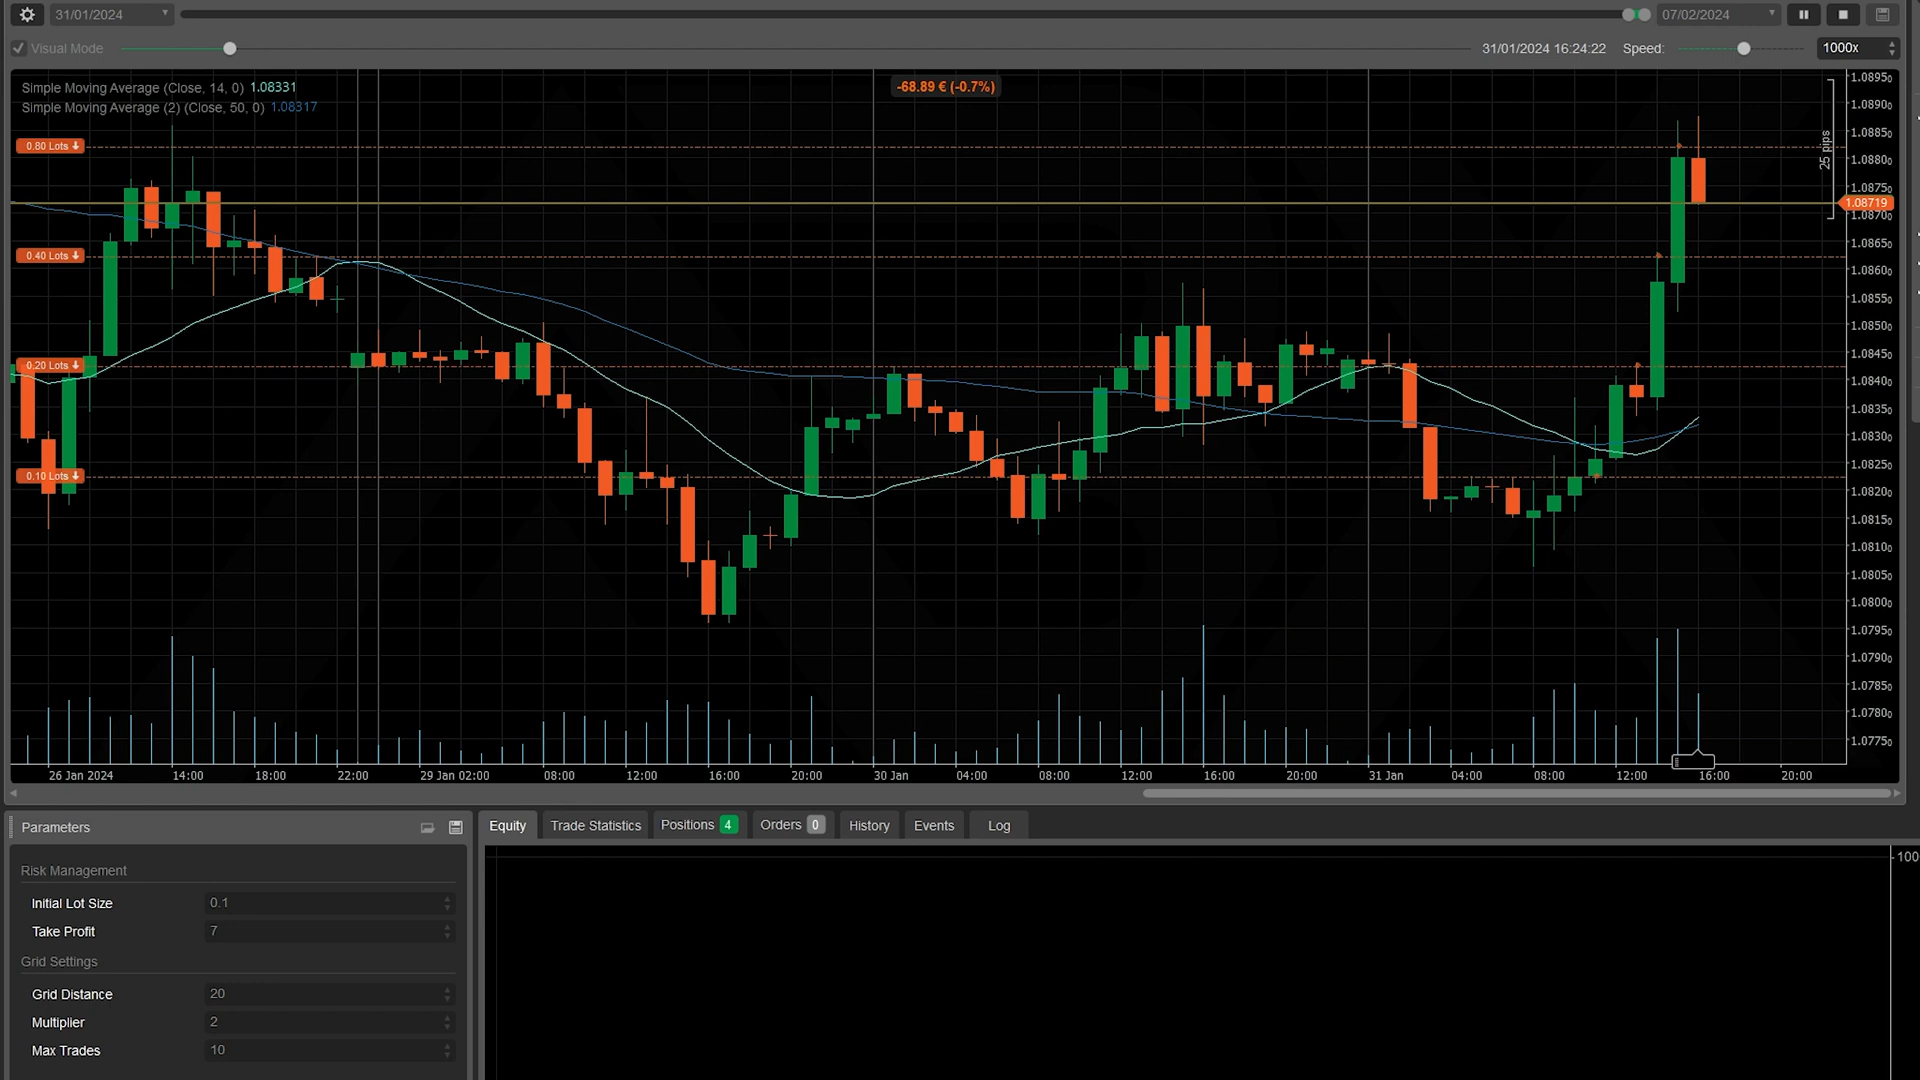 31/01/2024
07/02/2024
Visual Mode
31/01/2024 16:24:22 Speed: 1000x
Simple Moving Average (Close, 14, 0) 1.08331
Simple Moving Average (2) (Close, 50, 0) 1.08317
-68.89 € (-0.7%)
0.80 Lots
0.40 Lots
0.20 Lots
0.10 Lots
25 pips
1.08950
1.08900
1.08850
1.08800
1.08750
1.08719
1.08700
1.08650
1.08600
1.08550
1.08500
1.08450
1.08400
1.08350
1.08300
1.08250
1.08200
1.08150
1.08100
1.08050
1.08000
1.07950
1.07900
1.07850
1.07800
1.07750
26 Jan 2024 14:00 18:00 22:00 29 Jan 02:00 08:00 12:00 16:00 20:00 30 Jan 04:00 08:00 12:00 16:00 20:00 31 Jan 04:00 08:00 12:00 16:00 20:00
Parameters
Equity Trade Statistics Positions 4 Orders 0 History Events Log
100
Risk Management
Initial Lot Size 0.1
Take Profit 7
Grid Settings
Grid Distance 20
Multiplier 2
Max Trades 10